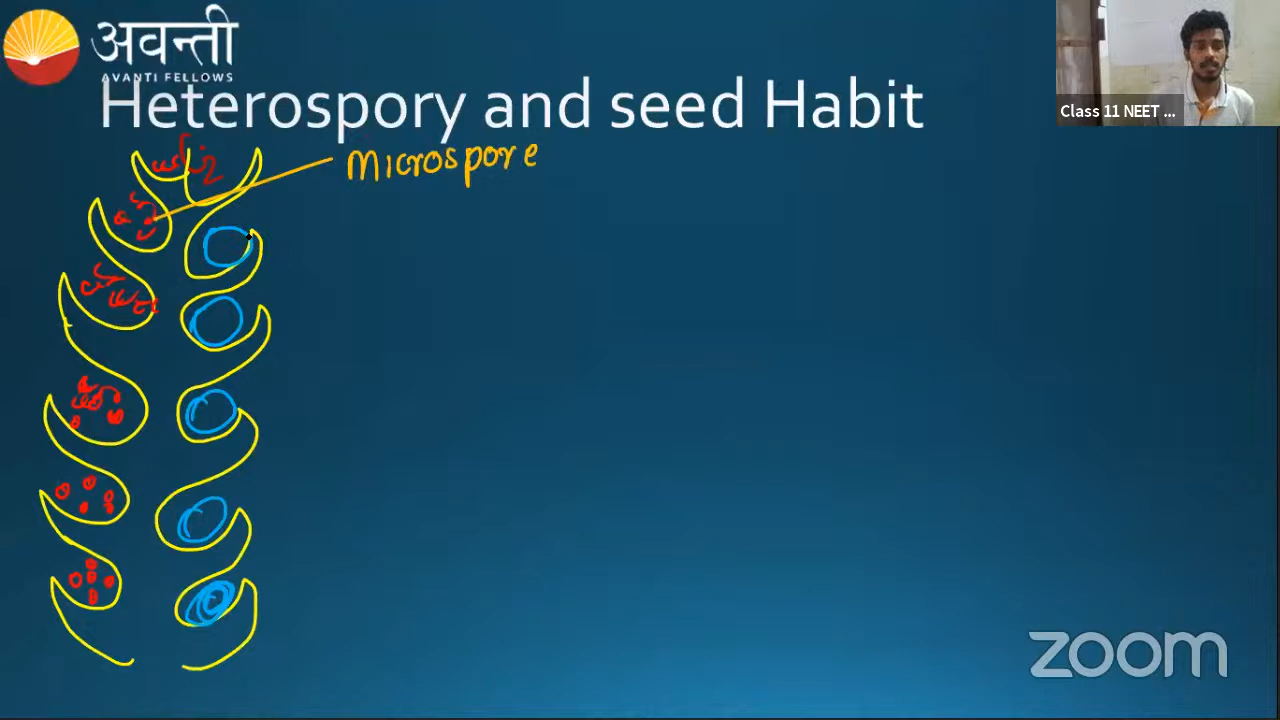 अवन्ती
AVANTI FELLOWS
Heterospory and seed Habit
Microspore
Class 11 NEET ...
zoom